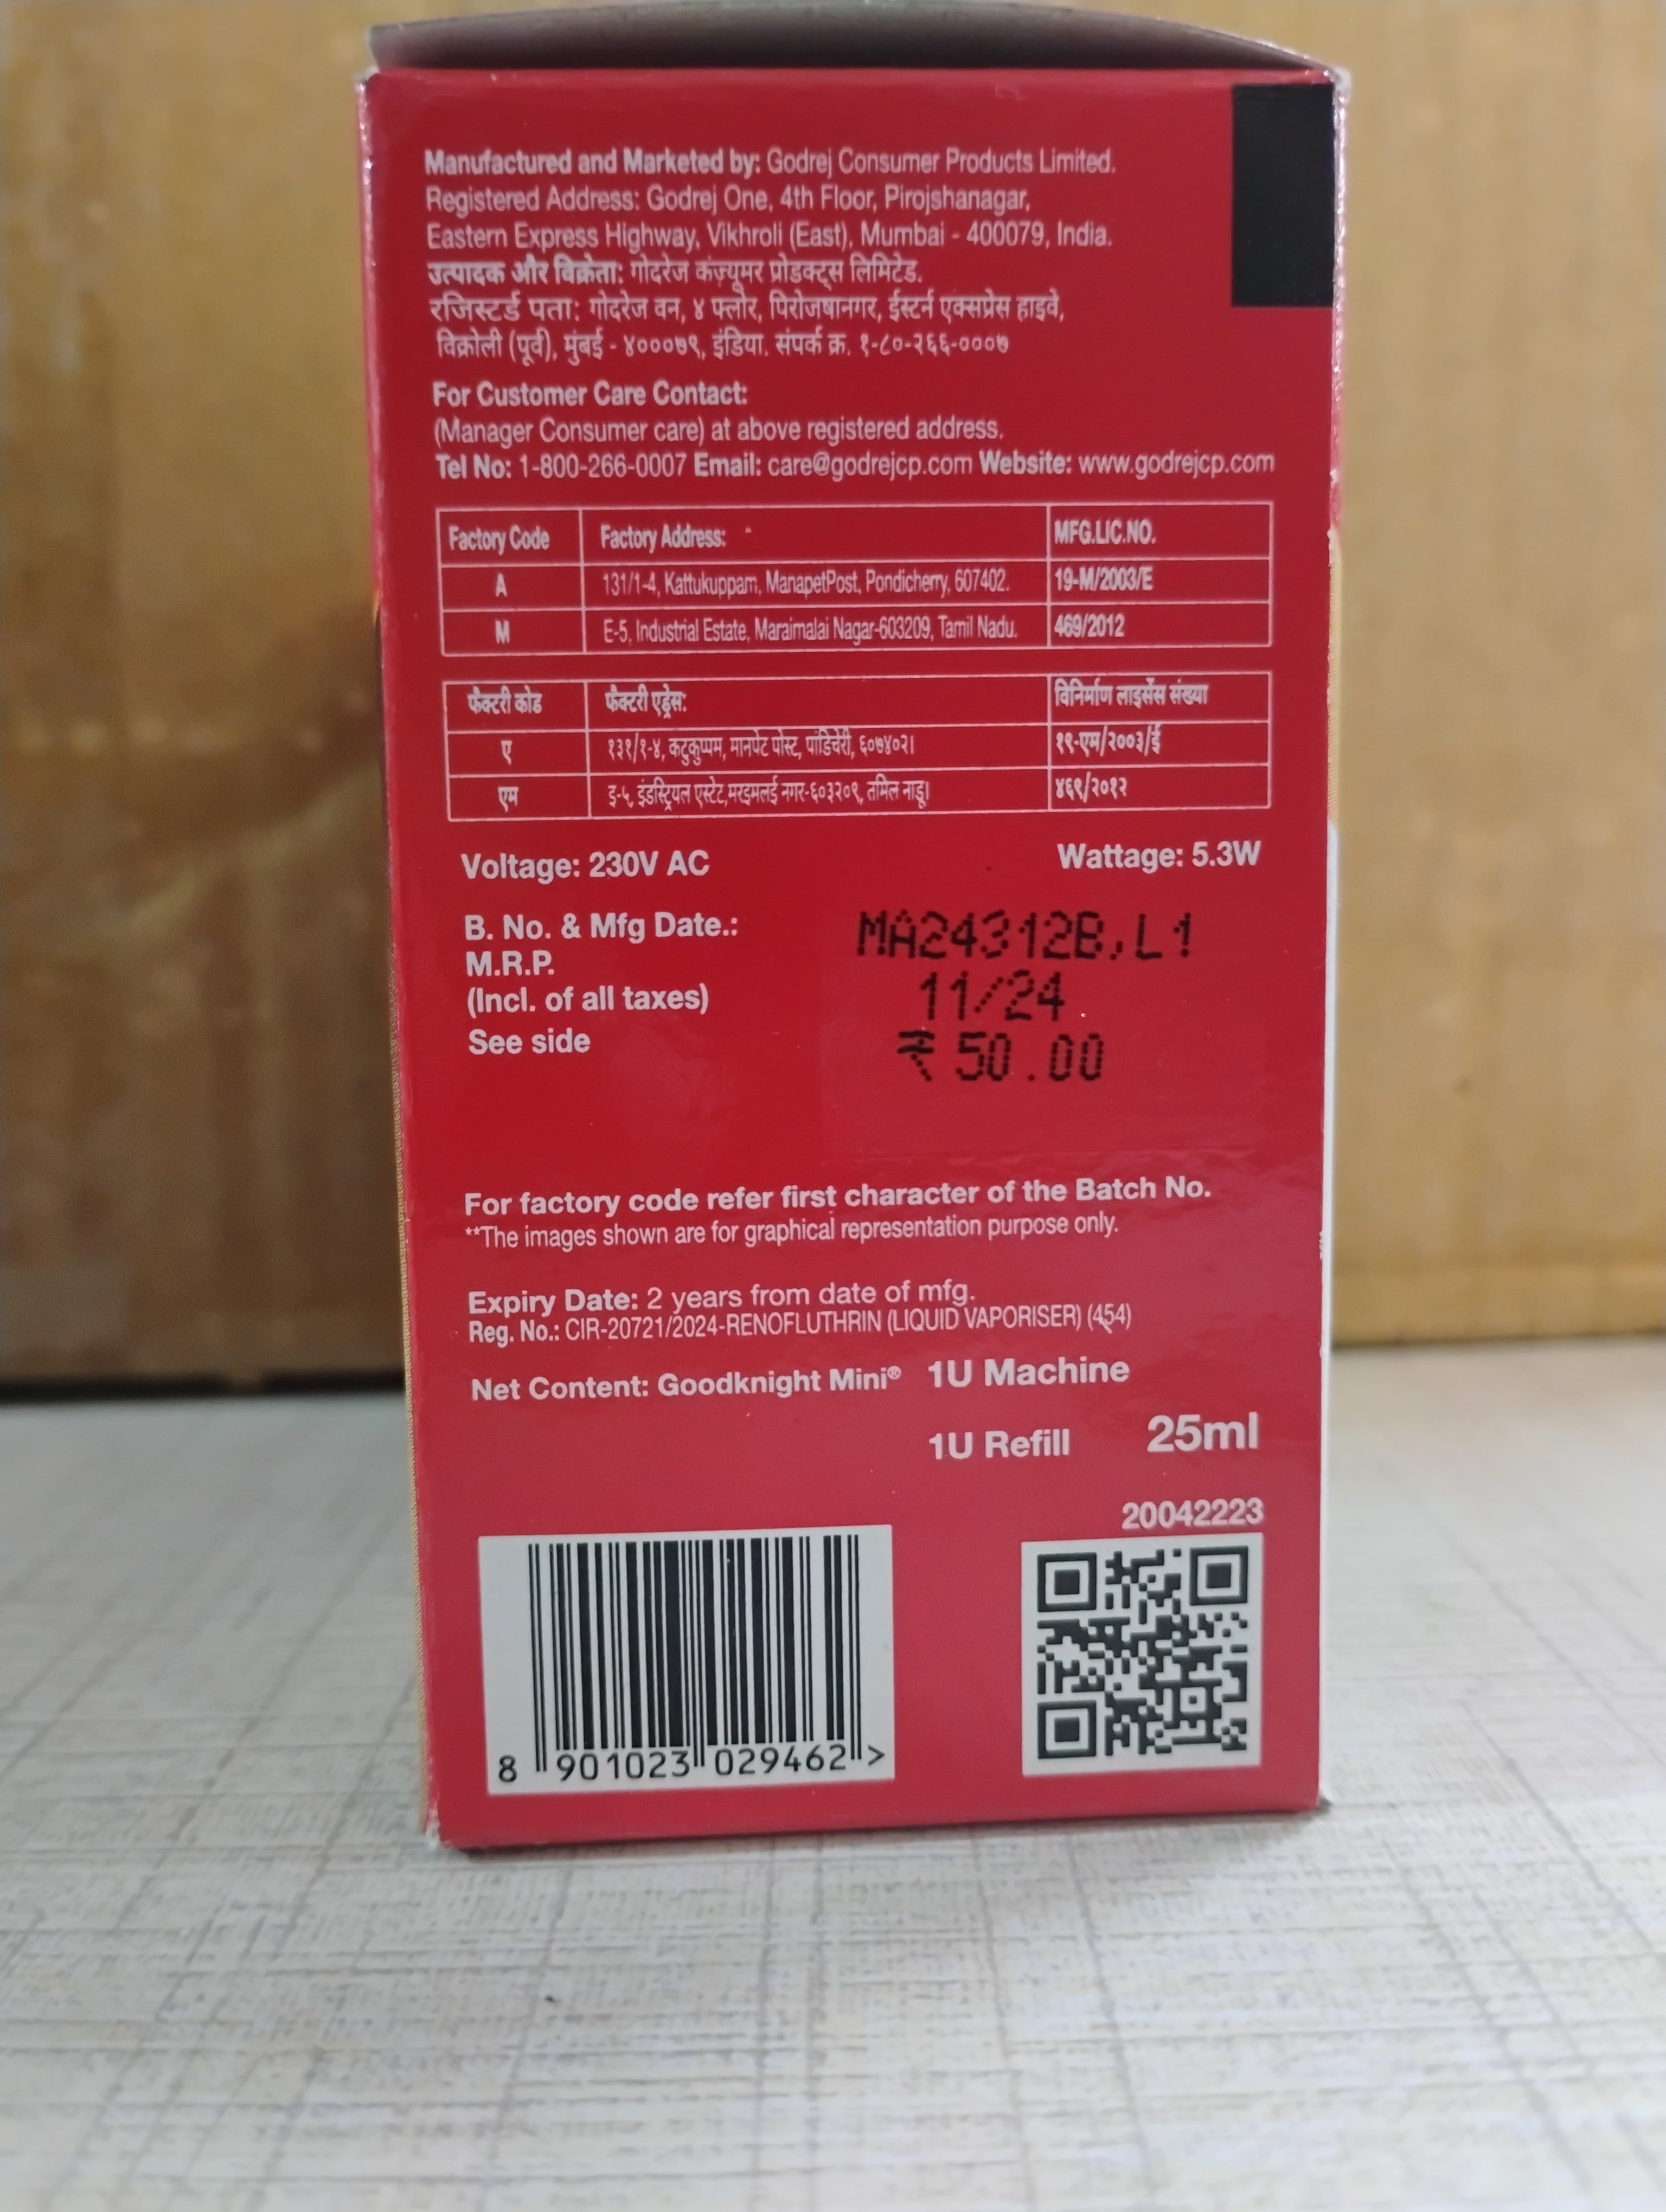 Manufactured and Marketed by: Godrej Consumer Products Limited.
Registered Address: Godrej One, 4th Floor, Pirojshanagar,
Eastern Express Highway, Vikhroli (East), Mumbai - 400079, India.
उत्पादक और विक्रेता: गोदरेज कंज़्यूमर प्रोडक्ट्स लिमिटेड.
रजिस्टर्ड पता: गोदरेज वन, ४ फ्लोर, पिरोजषानगर, ईस्टर्न एक्सप्रेस हाइवे,
विक्रोली (पूर्व), मुंबई - ४०००७९, इंडिया. संपर्क क्र. १-८०-२६६-०००७
For Customer Care Contact:
(Manager Consumer care) at above registered address.
Tel No: 1-800-266-0007 Email: care@godrejcp.com Website: www.godrejcp.com
Factory Code Factory Address: MFG.LIC.NO.
A 131/1-4, Kattukuppam, ManapetPost, Pondicherry, 607402. 19-M/2003/E
M E-5, Industrial Estate, Maraimalai Nagar-603209, Tamil Nadu. 469/2012
फैक्टरी कोड फैक्टरी एड्रेस: विनिर्माण लाइसेंस संख्या
ए १३१/१-४, कटुकुप्पम, मानपेट पोस्ट, पांडिचेरी, ६०७४०२। १९-एम/२००३/ई
एम इ-५, इंडस्ट्रियल एस्टेट,मरइमलई नगर-६०३२०९, तमिल नाडू। ४६९/२०१२
Voltage: 230V AC Wattage: 5.3W
B. No. & Mfg Date.: MA24312B,L1
M.R.P.
(Incl. of all taxes) 11/24
See side ₹ 50.00
For factory code refer first character of the Batch No.
**The images shown are for graphical representation purpose only.
Expiry Date: 2 years from date of mfg.
Reg. No.: CIR-20721/2024-RENOFLUTHRIN (LIQUID VAPORISER) (454)
Net Content: Goodknight Mini® 1U Machine
1U Refill 25ml
20042223
8 901023 029462 >